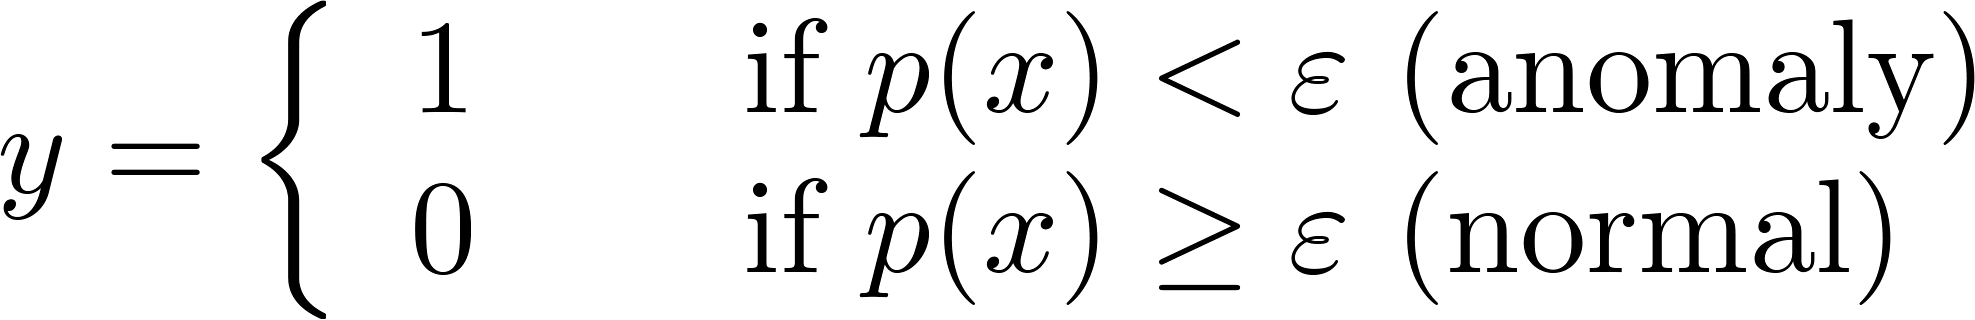 y = { 1 if p(x) < ε (anomaly)
0 if p(x) ≥ ε (normal)